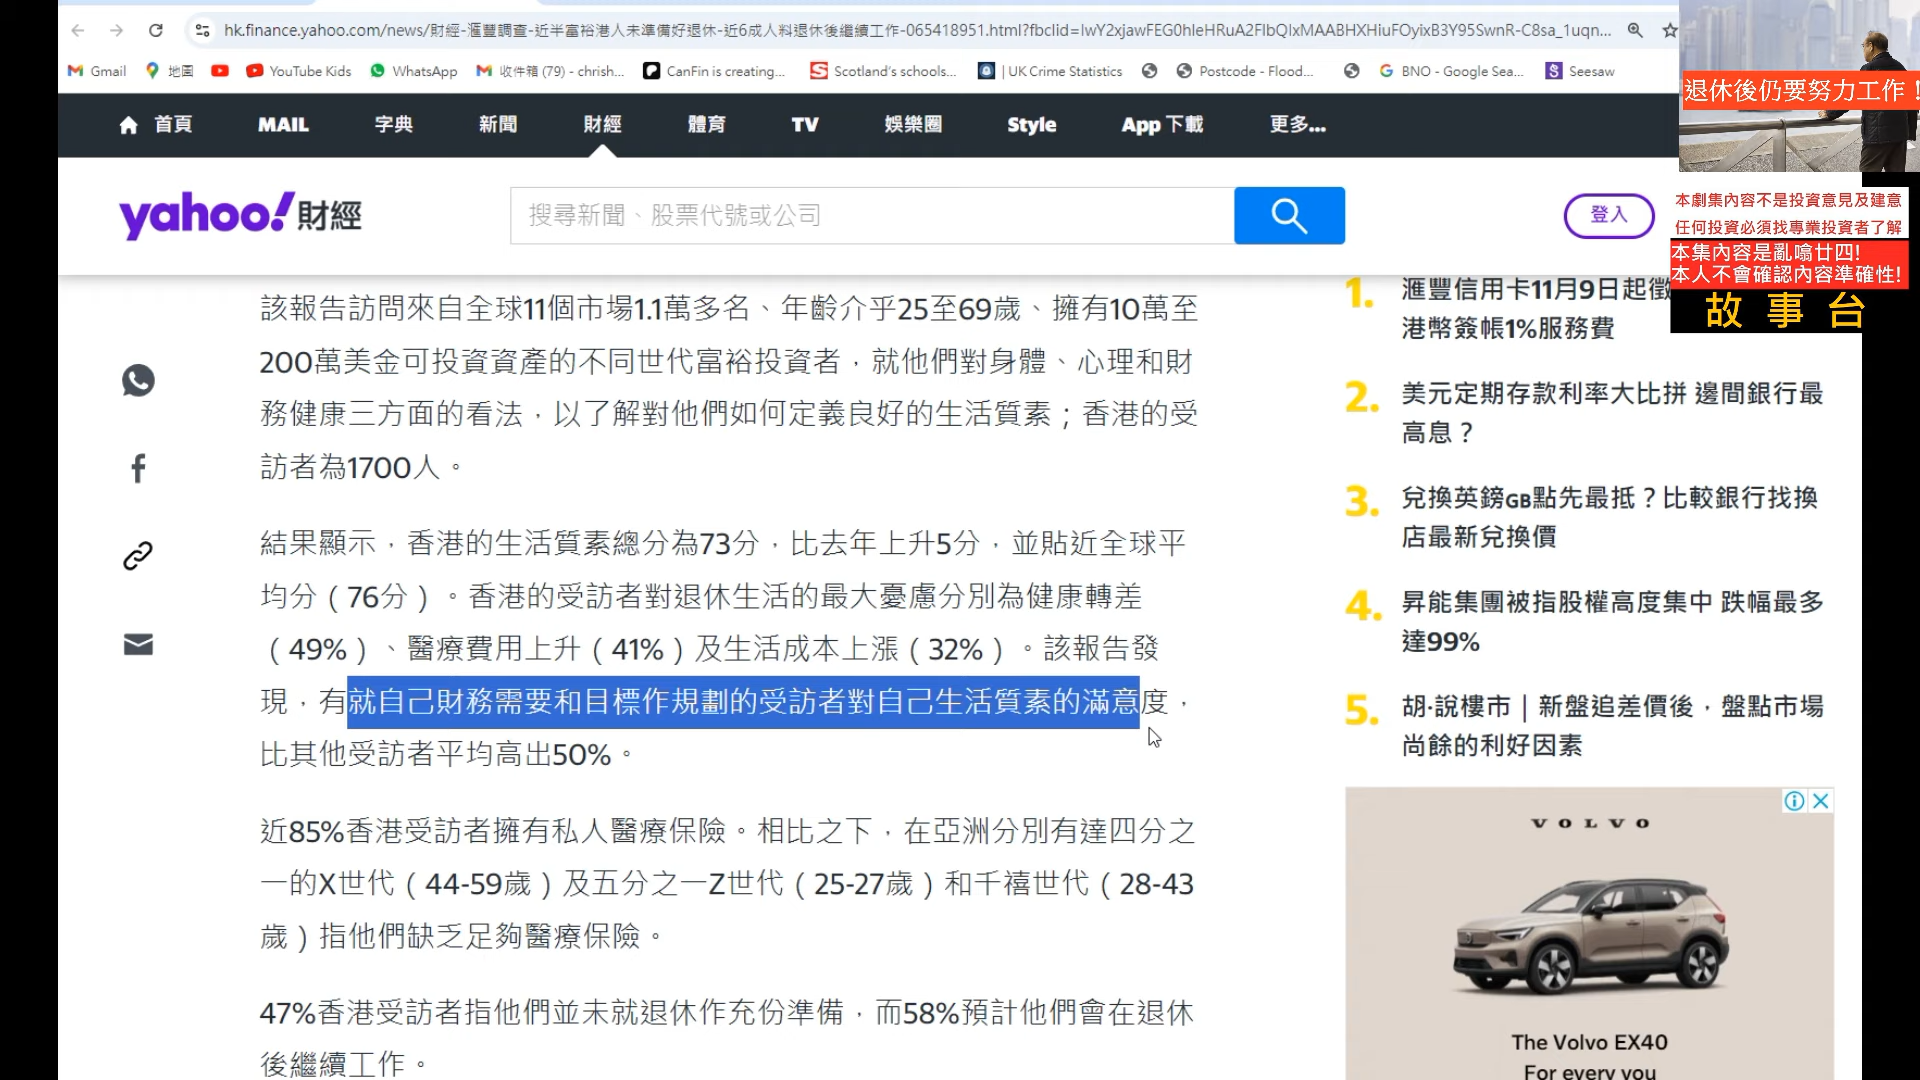 hk.finance.yahoo.com/news/財經-滙豐調查-近半富裕港人未準備好退休-近6成人料退休後繼續工作-065418951.html?fbclid=IwY2xjawFEG0hleHRuA2FlbQIxMAABHXHiuFOyixB3Y95SwnR-C8sa_1uqn...
Gmail 地圖 YouTube Kids WhatsApp 收件箱 (79) - chrish... CanFin is creating... Scotland's schools... | UK Crime Statistics Postcode - Flood... BNO - Google Sea... Seesaw
退休後仍要努力工作!
首頁 MAIL 字典 新聞 財經 體育 TV 娛樂圈 Style App 下載 更多...
yahoo!財經
搜尋新聞、股票代號或公司
登入
本劇集內容不是投資意見及建意
任何投資必須找專業投資者了解
本集內容是亂噏廿四!
本人不會確認內容準確性!
故事台
該報告訪問來自全球11個市場1.1萬多名、年齡介乎25至69歲、擁有10萬至
200萬美金可投資資產的不同世代富裕投資者，就他們對身體、心理和財
務健康三方面的看法，以了解對他們如何定義良好的生活質素；香港的受
訪者為1700人。
結果顯示，香港的生活質素總分為73分，比去年上升5分，並貼近全球平
均分（76分）。香港的受訪者對退休生活的最大憂慮分別為健康轉差
（49%）、醫療費用上升（41%）及生活成本上漲（32%）。該報告發
現，有就自己財務需要和目標作規劃的受訪者對自己生活質素的滿意度，
比其他受訪者平均高出50%。
近85%香港受訪者擁有私人醫療保險。相比之下，在亞洲分別有達四分之
一的X世代（44-59歲）及五分之一Z世代（25-27歲）和千禧世代（28-43
歲）指他們缺乏足夠醫療保險。
47%香港受訪者指他們並未就退休作充份準備，而58%預計他們會在退休
後繼續工作。
1. 滙豐信用卡11月9日起徵
港幣簽帳1%服務費
2. 美元定期存款利率大比拼 邊間銀行最
高息？
3. 兌換英鎊GB點先最抵？比較銀行找換
店最新兌換價
4. 昇能集團被指股權高度集中 跌幅最多
達99%
5. 胡‧說樓市｜新盤追差價後，盤點市場
尚餘的利好因素
VOLVO
The Volvo EX40
For every you